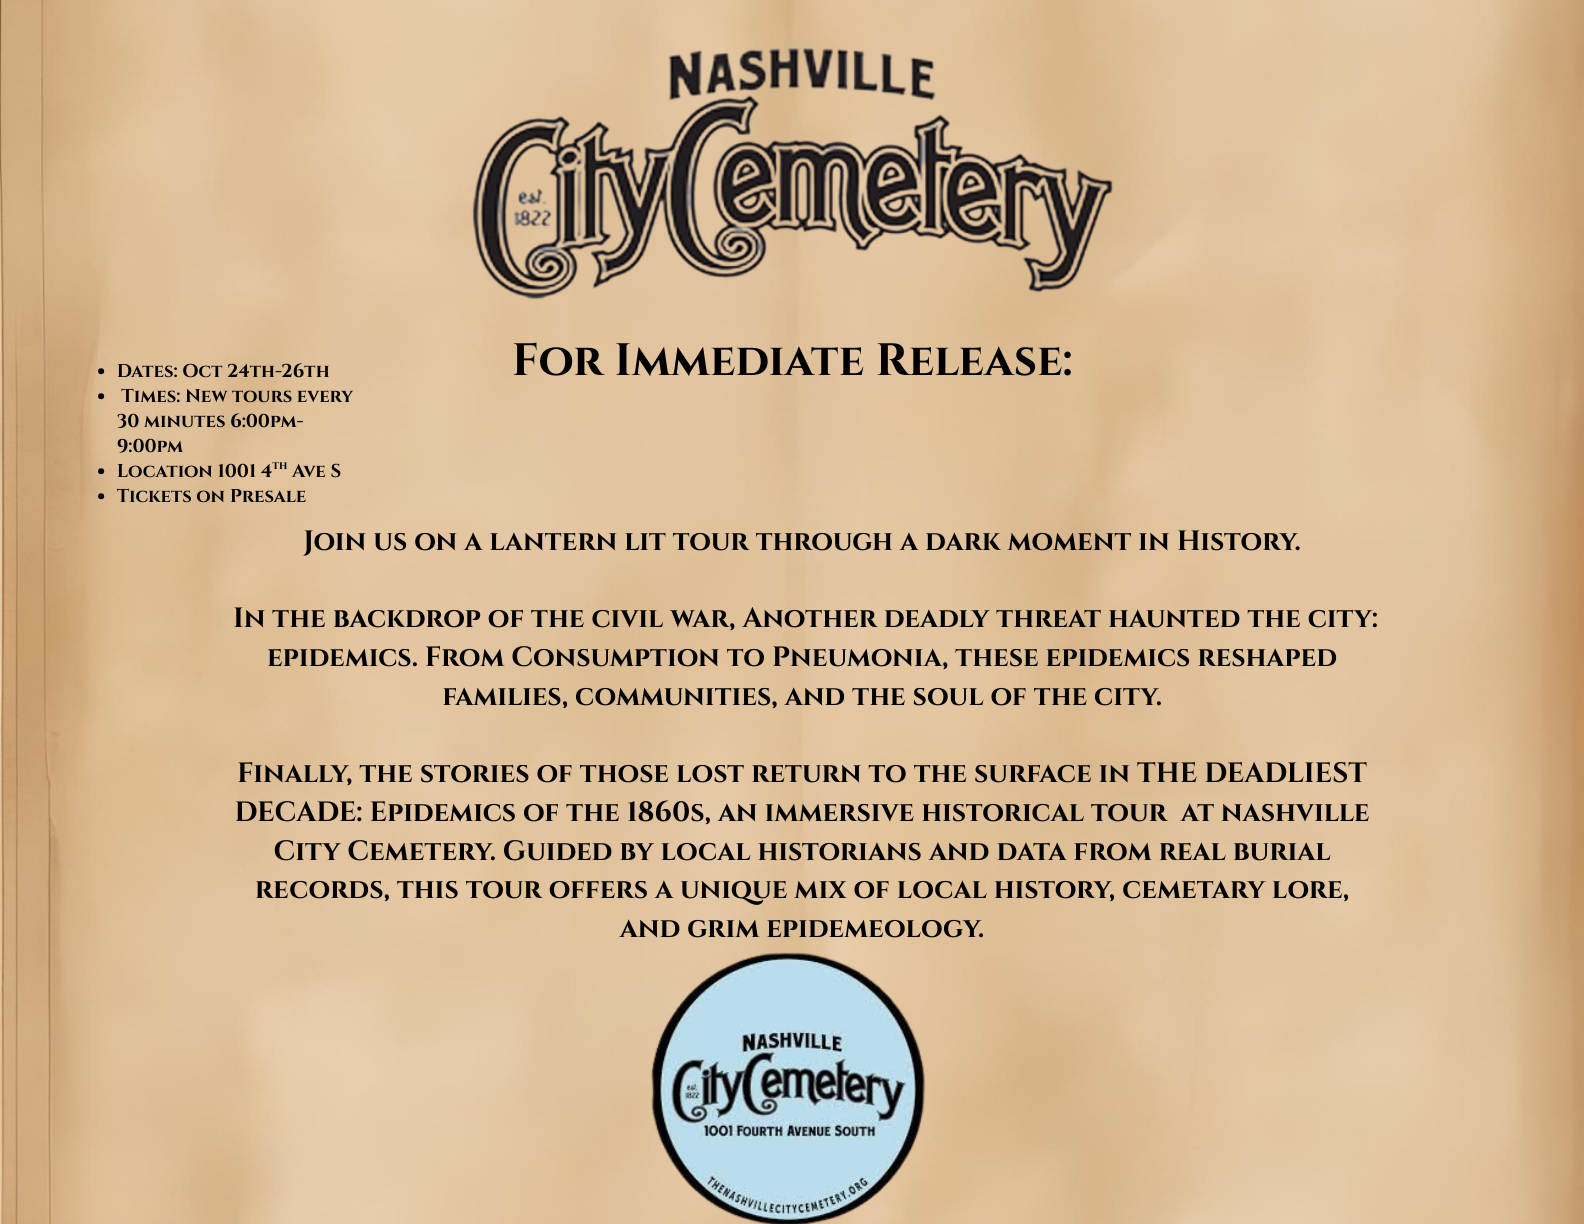 NASHVILLE
City Cemetery
est.
1822
For Immediate Release:
Dates: Oct 24th-26th
Times: New tours every
30 minutes 6:00pm-
9:00pm
Location 1001 4th Ave S
Tickets on Presale
Join us on a lantern lit tour through a dark moment in History.
In the backdrop of the civil war, Another deadly threat haunted the city:
epidemics. From Consumption to Pneumonia, these epidemics reshaped
families, communities, and the soul of the city.
Finally, the stories of those lost return to the surface in THE DEADLIEST
DECADE: Epidemics of the 1860s, an immersive historical tour at nashville
City Cemetery. Guided by local historians and data from real burial
records, this tour offers a unique mix of local history, cemetary lore,
and grim epidemeology.
NASHVILLE
City Cemetery
est.
1822
1001 Fourth Avenue South
THENASHVILLECITYCEMETERY.ORG